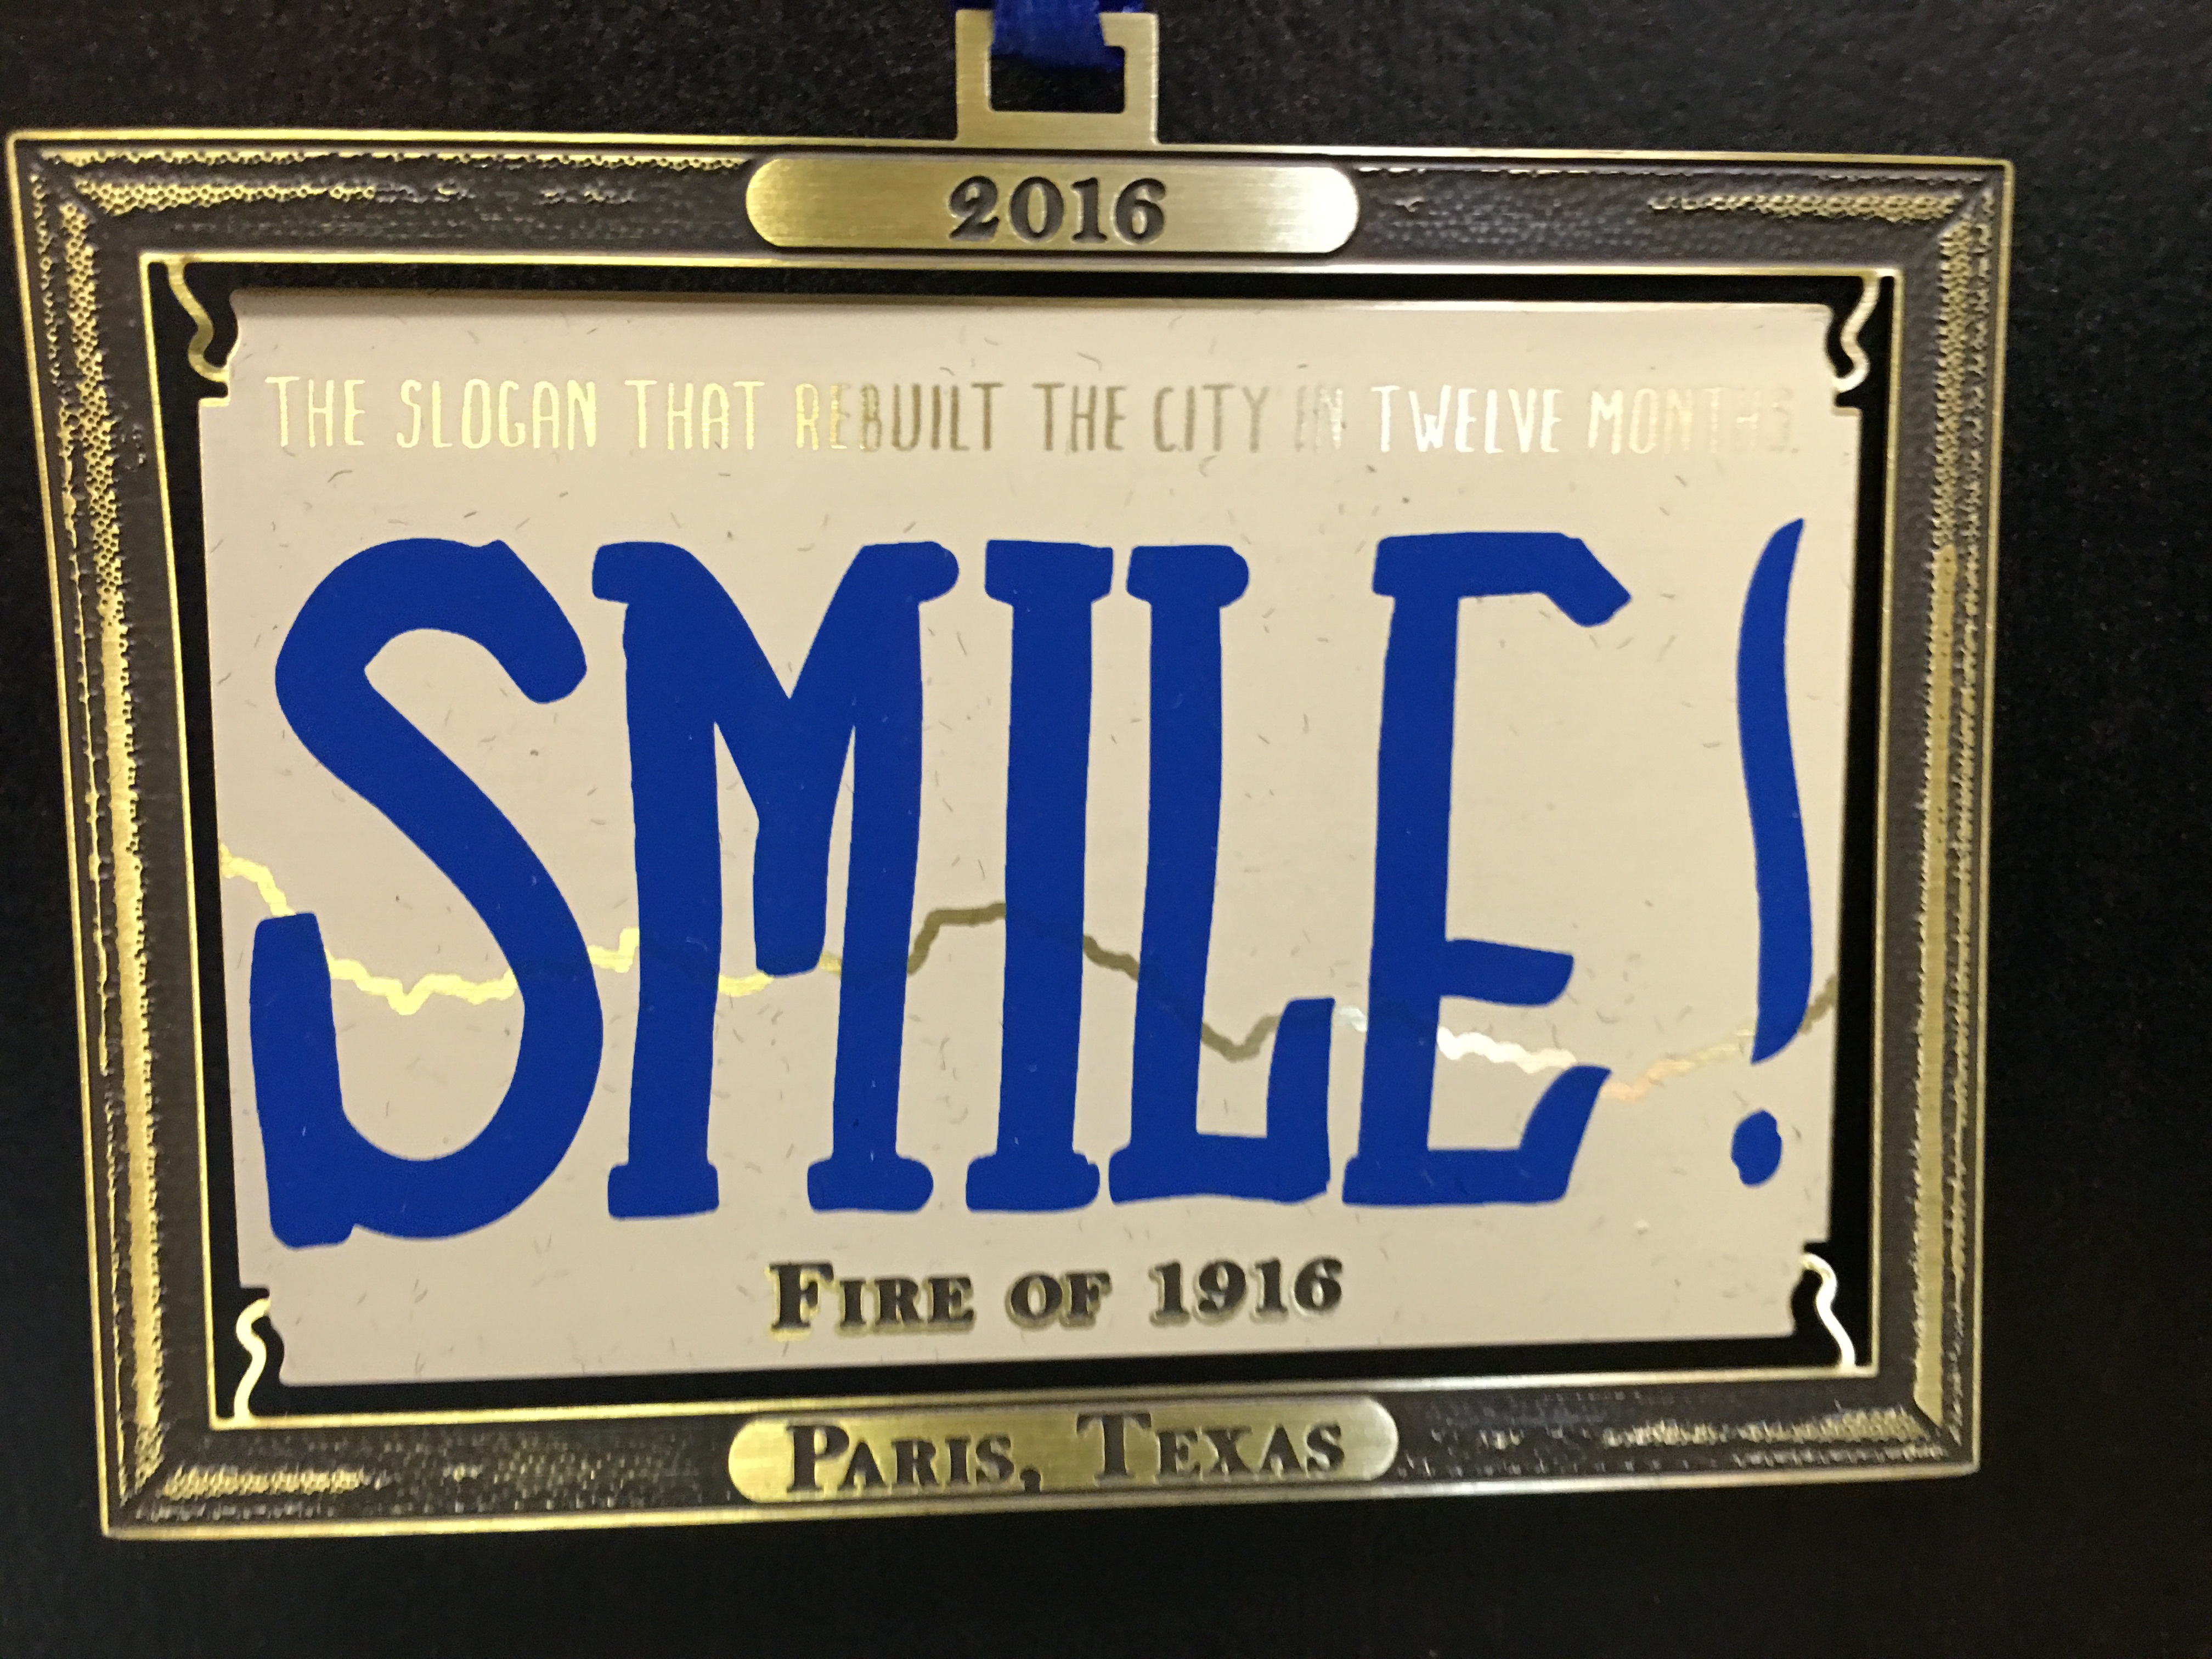 2016
THE SLOGAN THAT REBUILT THE CITY IN TWELVE MONTHS.
SMILE!
FIRE OF 1916
PARIS, TEXAS